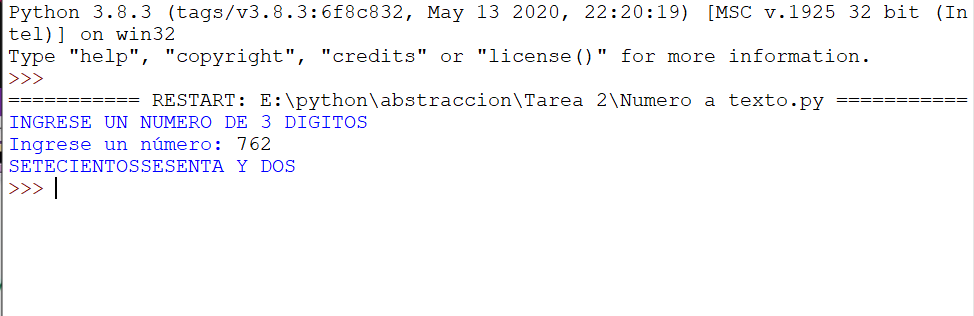 Python 3.8.3 (tags/v3.8.3:6f8c832, May 13 2020, 22:20:19) [MSC v.1925 32 bit (In
tel)] on win32
Type "help", "copyright", "credits" or "license()" for more information.
>>>
=========== RESTART: E:\python\abstraccion\Tarea 2\Numero a texto.py ===========
INGRESE UN NUMERO DE 3 DIGITOS
Ingrese un número: 762
SETECIENTOSSESENTA Y DOS
>>>